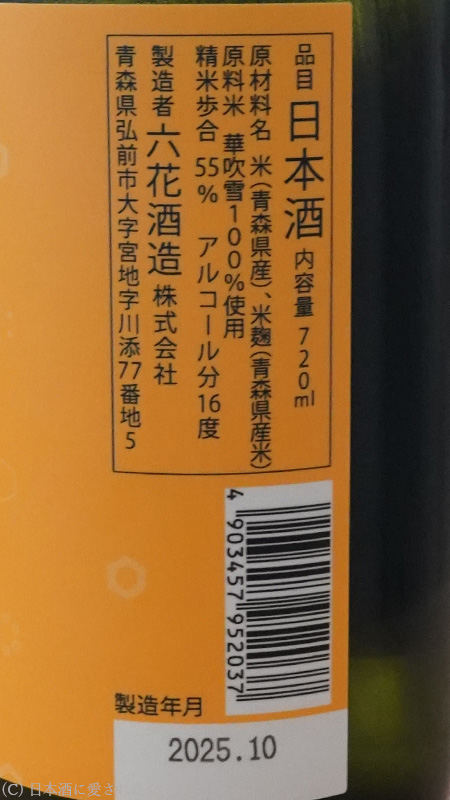 品目 日本酒 内容量 720ml
原材料名 米(青森県産)、米麹(青森県産米)
原料米 華吹雪100%使用
精米歩合 55% アルコール分16度
製造者 六花酒造 株式会社
青森県弘前市大字宮地字川添77番地5
4 903457 952037
製造年月
2025.10
(C) 日本酒に愛さ